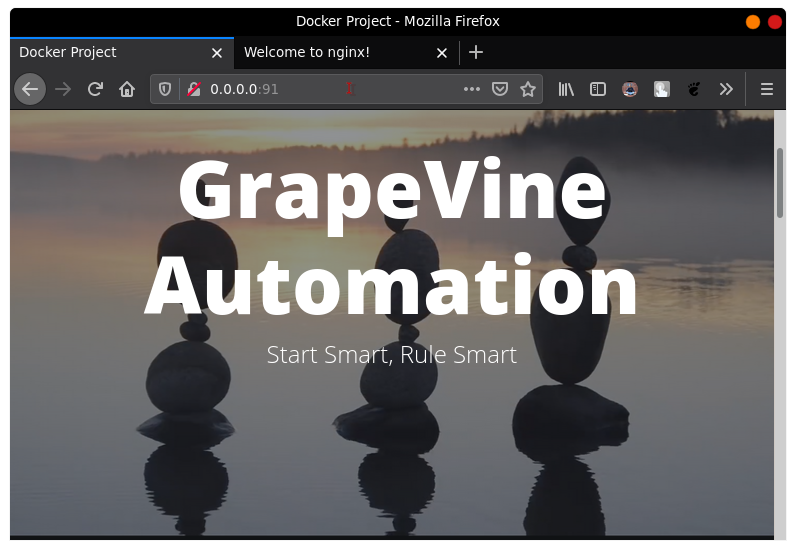 Docker Project - Mozilla Firefox
Docker Project
Welcome to nginx!
0.0.0.0:91
GrapeVine
Automation
Start Smart, Rule Smart